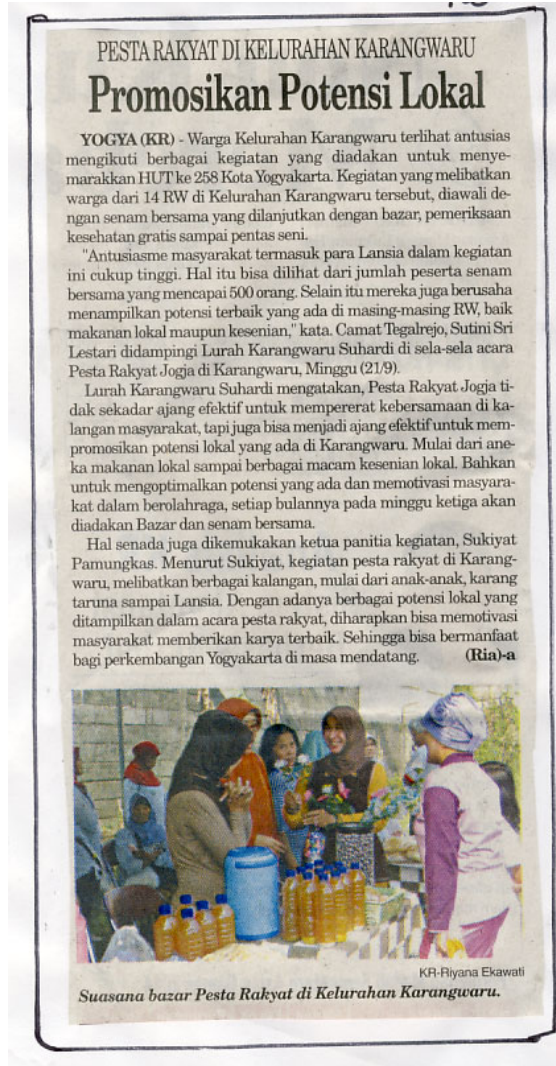 PESTA RAKYAT DI KELURAHAN KARANGWARU
Promosikan Potensi Lokal
YOGYA (KR) - Warga Kelurahan Karangwaru terlihat antusias
mengikuti berbagai kegiatan yang diadakan untuk menye-
marakkan HUT ke 258 Kota Yogyakarta. Kegiatan yang melibatkan
warga dari 14 RW di Kelurahan Karangwaru tersebut, diawali de-
ngan senam bersama yang dilanjutkan dengan bazar, pemeriksaan
kesehatan gratis sampai pentas seni.
"Antusiasme masyarakat termasuk para Lansia dalam kegiatan
ini cukup tinggi. Hal itu bisa dilihat dari jumlah peserta senam
bersama yang mencapai 500 orang. Selain itu mereka juga berusaha
menampilkan potensi terbaik yang ada di masing-masing RW, baik
makanan lokal maupun kesenian," kata. Camat Tegalrejo, Sutini Sri
Lestari didampingi Lurah Karangwaru Suhardi di sela-sela acara
Pesta Rakyat Jogja di Karangwaru, Minggu (21/9).
Lurah Karangwaru Suhardi mengatakan, Pesta Rakyat Jogja ti-
dak sekadar ajang efektif untuk mempererat kebersamaan di ka-
langan masyarakat, tapi juga bisa menjadi ajang efektif untuk mem-
promosikan potensi lokal yang ada di Karangwaru. Mulai dari ane-
ka makanan lokal sampai berbagai macam kesenian lokal. Bahkan
untuk mengoptimalkan potensi yang ada dan memotivasi masyara-
kat dalam berolahraga, setiap bulannya pada minggu ketiga akan
diadakan Bazar dan senam bersama.
Hal senada juga dikemukakan ketua panitia kegiatan, Sukiyat
Pamungkas. Menurut Sukiyat, kegiatan pesta rakyat di Karang-
waru, melibatkan berbagai kalangan, mulai dari anak-anak, karang
taruna sampai Lansia. Dengan adanya berbagai potensi lokal yang
ditampilkan dalam acara pesta rakyat, diharapkan bisa memotivasi
masyarakat memberikan karya terbaik. Sehingga bisa bermanfaat
bagi perkembangan Yogyakarta di masa mendatang. (Ria)-a
KR-Riyana Ekawati
Suasana bazar Pesta Rakyat di Kelurahan Karangwaru.